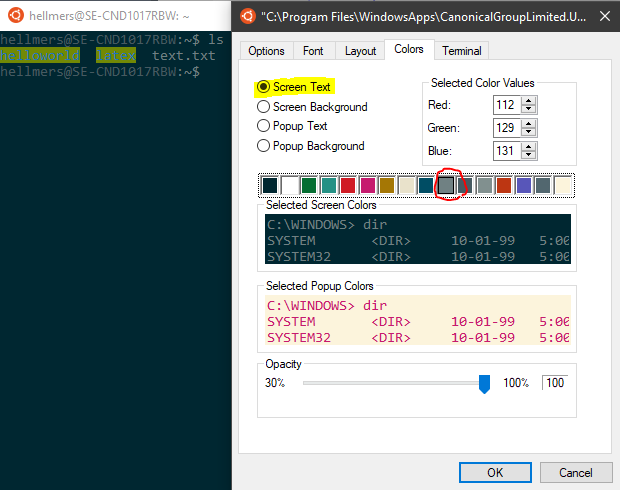 hellmers@SE-CND1017RBW: ~
hellmers@SE-CND1017RBW:~$ ls
helloworld latex text.txt
hellmers@SE-CND1017RBW:~$
"C:\Program Files\WindowsApps\CanonicalGroupLimited.U...
Options Font Layout Colors Terminal
Screen Text
Screen Background
Popup Text
Popup Background
Selected Color Values
Red: 112
Green: 129
Blue: 131
Selected Screen Colors
C:\WINDOWS> dir
SYSTEM <DIR> 10-01-99 5:00
SYSTEM32 <DIR> 10-01-99 5:00
Selected Popup Colors
C:\WINDOWS> dir
SYSTEM <DIR> 10-01-99 5:00
SYSTEM32 <DIR> 10-01-99 5:00
Opacity
30% 100% 100
OK Cancel